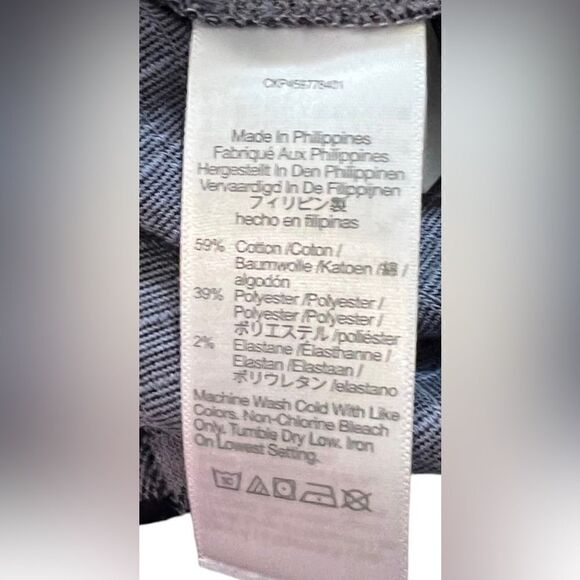 CKP456778401
Made In Philippines
Fabriqué Aux Philippines
Hergestellt In Den Philippinen
Vervaardigd In De Filippijnen
フィリピン製
hecho en filipinas
59% Cotton /Coton /
Baumwolle /Katoen /綿 /
algodón
39% Polyester /Polyester /
Polyester /Polyester /
ポリエステル /poliéster
2% Elastane /Élasthanne /
Elastan /Elastaan /
ポリウレタン /elastano
Machine Wash Cold With Like
Colors. Non-Chlorine Bleach
Only. Tumble Dry Low. Iron
On Lowest Setting.